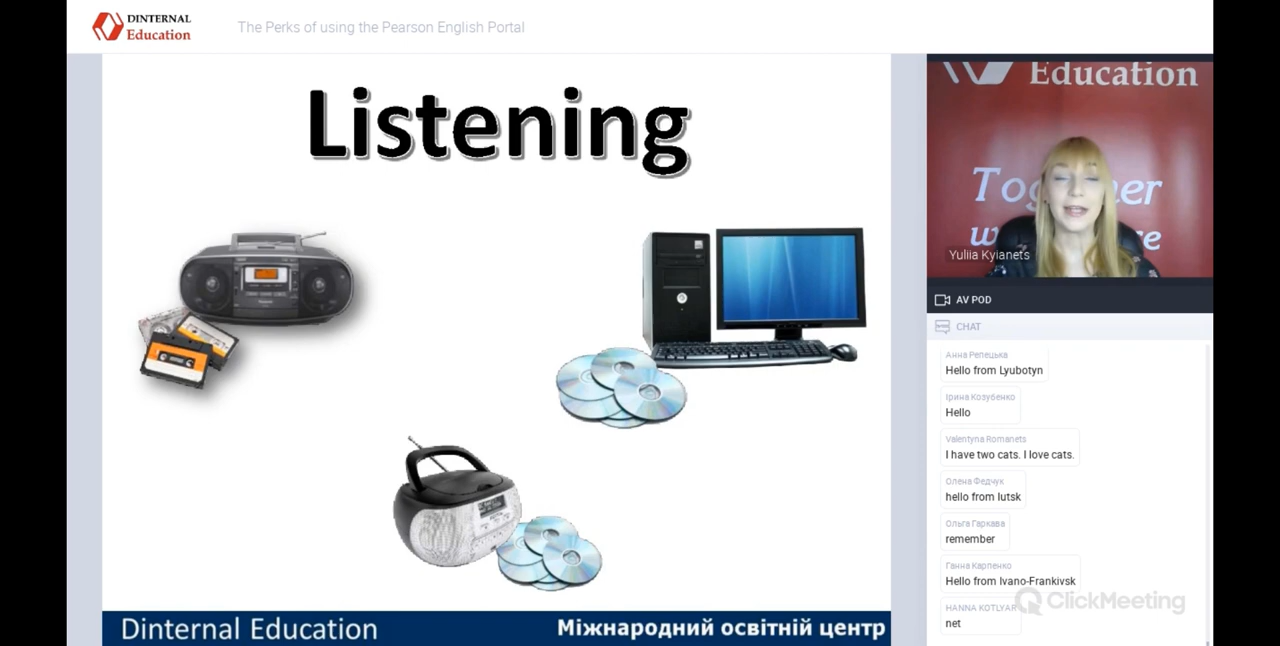 DINTERNAL
Education
The Perks of using the Pearson English Portal
Listening
Dinternal Education
Міжнародний освітній центр
Education
Yuliia Kyianets
AV POD
CHAT
Анна Репецька
Hello from Lyubotyn
Ірина Козубенко
Hello
Valentyna Romanets
I have two cats. I love cats.
Олена Федчук
hello from lutsk
Ольга Гаркава
remember
Ганна Карпенко
Hello from Ivano-Frankivsk
HANNA KOTLYAR
net
ClickMeeting